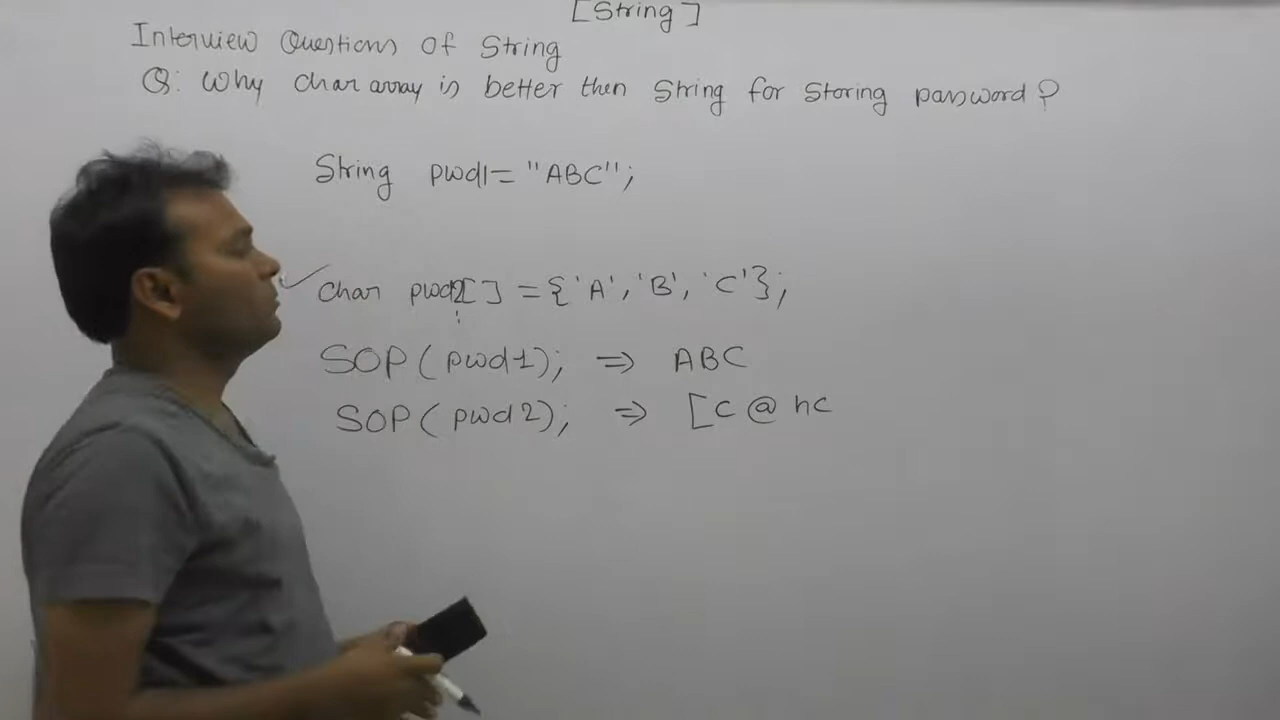 [String]
Interview Questions of String
Q: Why char array is better then String for storing password?
String pwd1= "ABC";
✓ char pwd2[] = {'A', 'B', 'C'};
SOP(pwd1); ⇒ ABC
SOP(pwd2); ⇒ [C @ hc